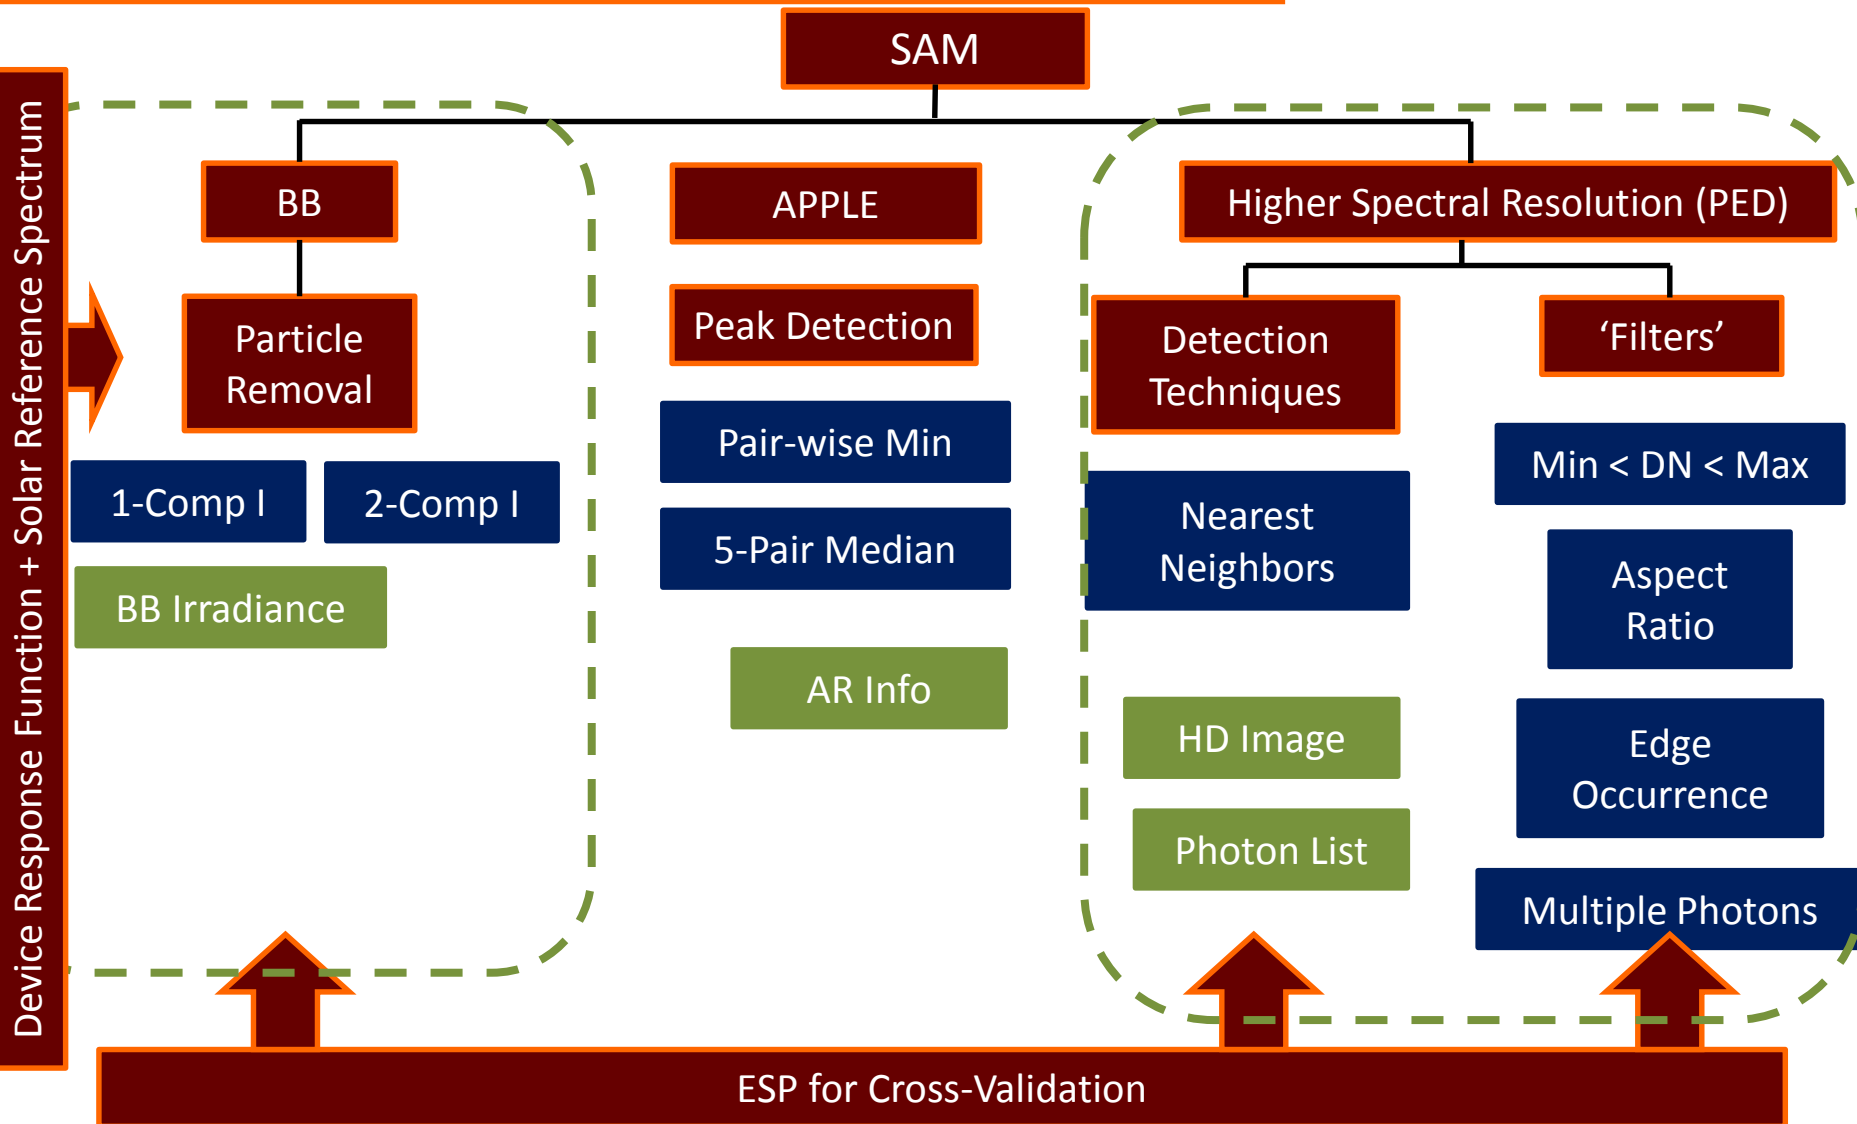 SAM
Device Response Function + Solar Reference Spectrum
BB
Particle
Removal
1-Comp I
2-Comp I
BB Irradiance
APPLE
Peak Detection
Pair-wise Min
5-Pair Median
AR Info
Higher Spectral Resolution (PED)
Detection
Techniques
Nearest
Neighbors
HD Image
Photon List
‘Filters’
Min < DN < Max
Aspect
Ratio
Edge
Occurrence
Multiple Photons
ESP for Cross-Validation